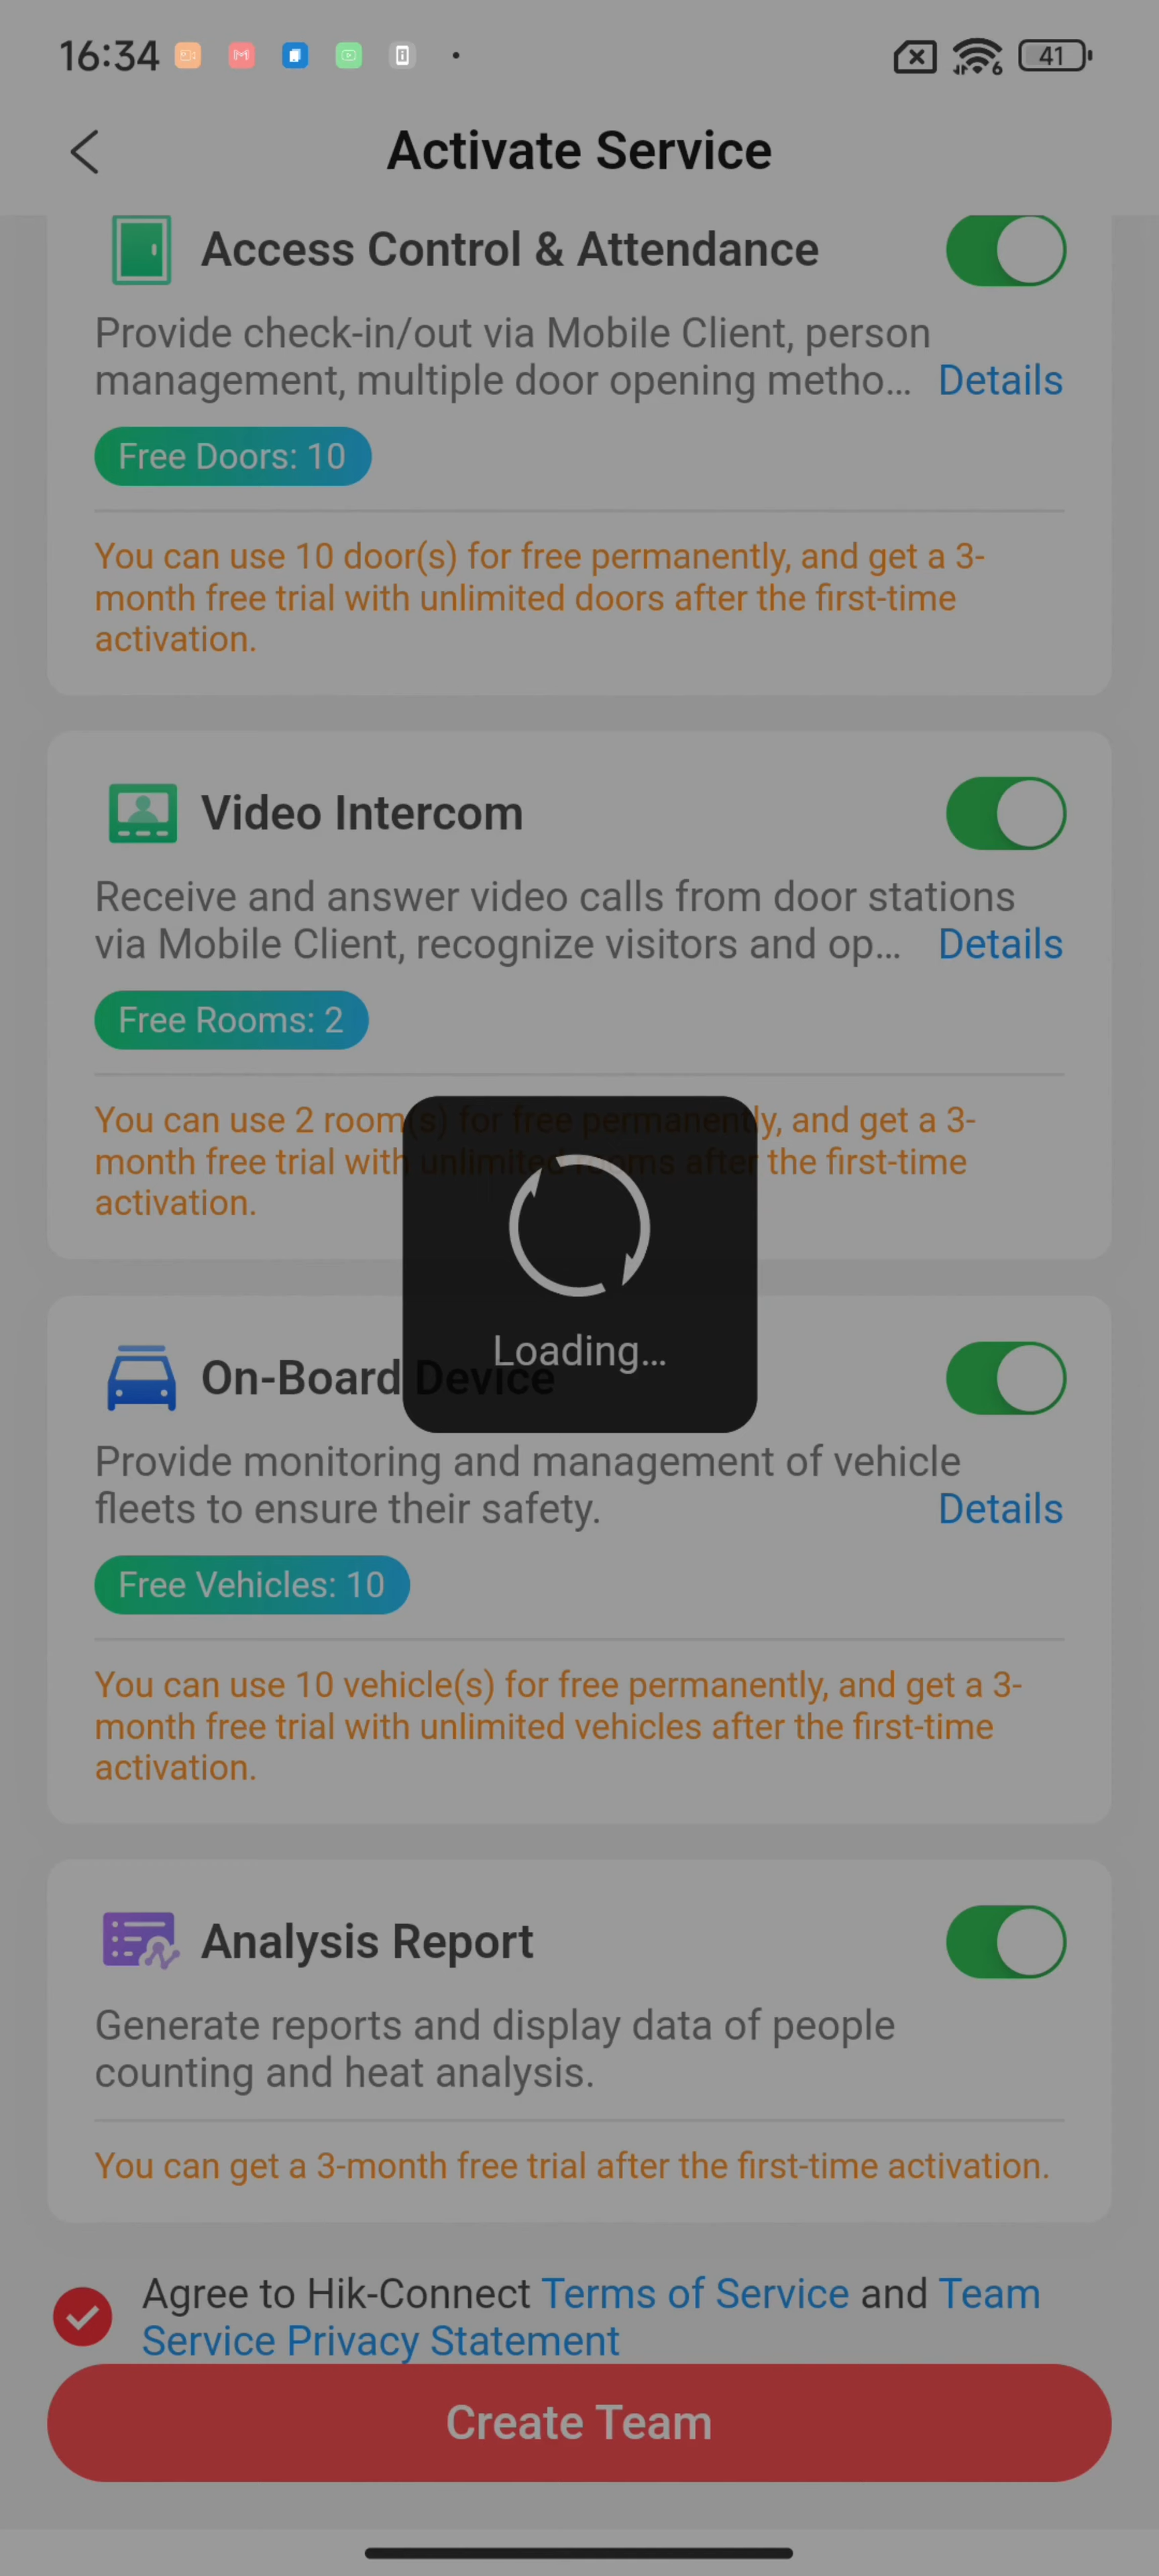 16:34
6
41
Activate Service
Access Control & Attendance
Provide check-in/out via Mobile Client, person
management, multiple door opening metho... Details
Free Doors: 10
You can use 10 door(s) for free permanently, and get a 3-
month free trial with unlimited doors after the first-time
activation.
Video Intercom
Receive and answer video calls from door stations
via Mobile Client, recognize visitors and op... Details
Free Rooms: 2
You can use 2 room(s) for free permanently, and get a 3-
month free trial with unlimited rooms after the first-time
activation.
Loading...
On-Board Device
Provide monitoring and management of vehicle
fleets to ensure their safety. Details
Free Vehicles: 10
You can use 10 vehicle(s) for free permanently, and get a 3-
month free trial with unlimited vehicles after the first-time
activation.
Analysis Report
Generate reports and display data of people
counting and heat analysis.
You can get a 3-month free trial after the first-time activation.
Agree to Hik-Connect Terms of Service and Team
Service Privacy Statement
Create Team